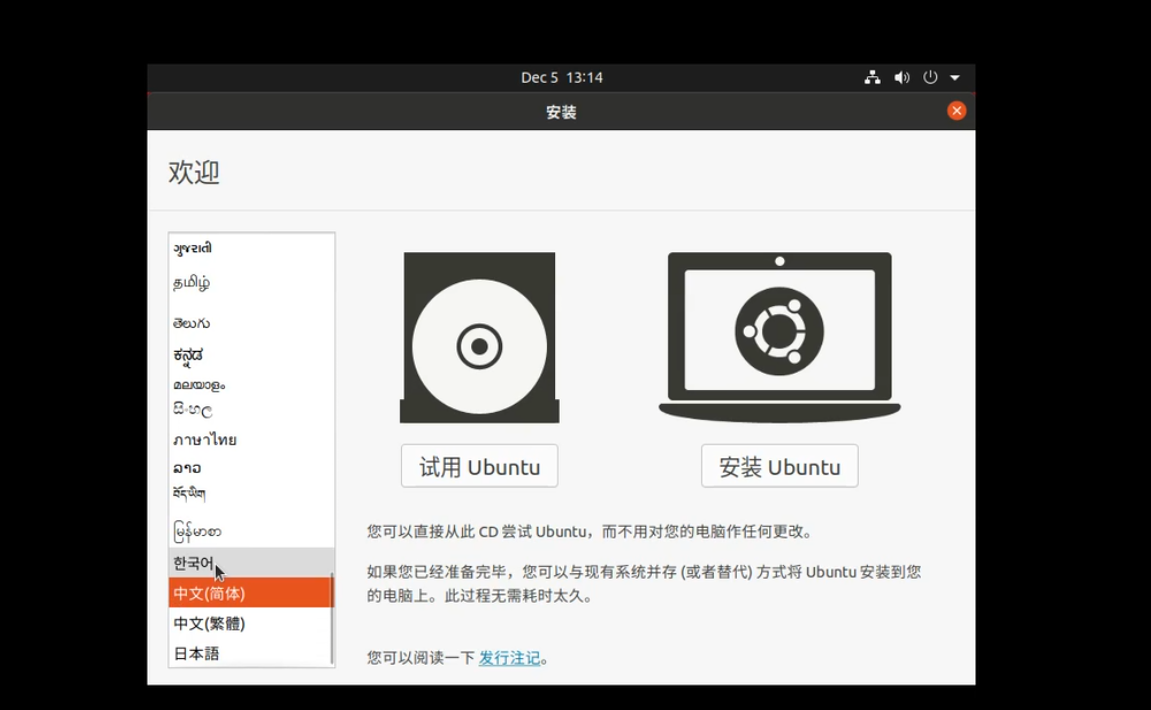 Dec 5 13:14
安装
欢迎
ગુજરાતી
தமிழ்
తెలుగు
ಕನ್ನಡ
മലയാളം
සිංහල
ภาษาไทย
ລາວ
བོད་ཡིག
မြန်မာစာ
한국어
中文(简体)
中文(繁體)
日本語
试用 Ubuntu
安装 Ubuntu
您可以直接从此 CD 尝试 Ubuntu，而不用对您的电脑作任何更改。
如果您已经准备完毕，您可以与现有系统并存 (或者替代) 方式将 Ubuntu 安装到您
的电脑上。此过程无需耗时太久。
您可以阅读一下 发行注记。